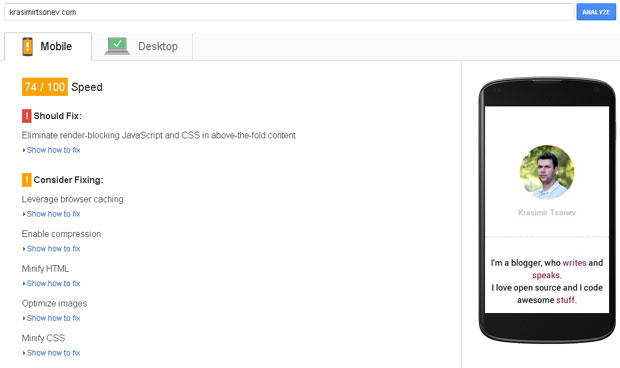 krasimirtsonev.com
ANALYZE
Mobile
Desktop
74 / 100 Speed
! Should Fix:
Eliminate render-blocking JavaScript and CSS in above-the-fold content
Show how to fix
! Consider Fixing:
Leverage browser caching
Show how to fix
Enable compression
Show how to fix
Minify HTML
Show how to fix
Optimize images
Show how to fix
Minify CSS
Show how to fix
Krasimir Tsonev
I'm a blogger, who writes and
speaks.
I love open source and I code
awesome stuff.